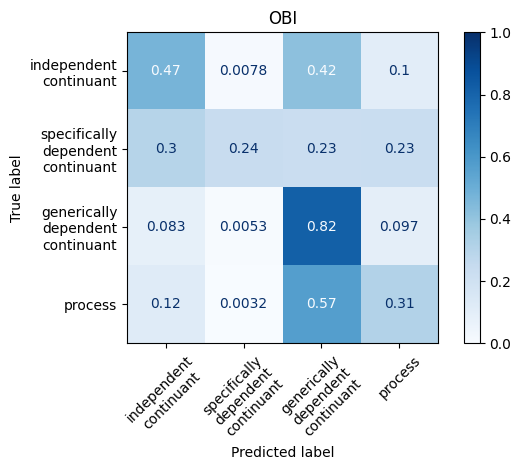 OBI
True label
independent
continuant
0.47 0.0078 0.42 0.1
specifically
dependent
continuant
0.3 0.24 0.23 0.23
generically
dependent
continuant
0.083 0.0053 0.82 0.097
process
0.12 0.0032 0.57 0.31
independent
continuant
specifically
dependent
continuant
generically
dependent
continuant
process
Predicted label
1.0
0.8
0.6
0.4
0.2
0.0